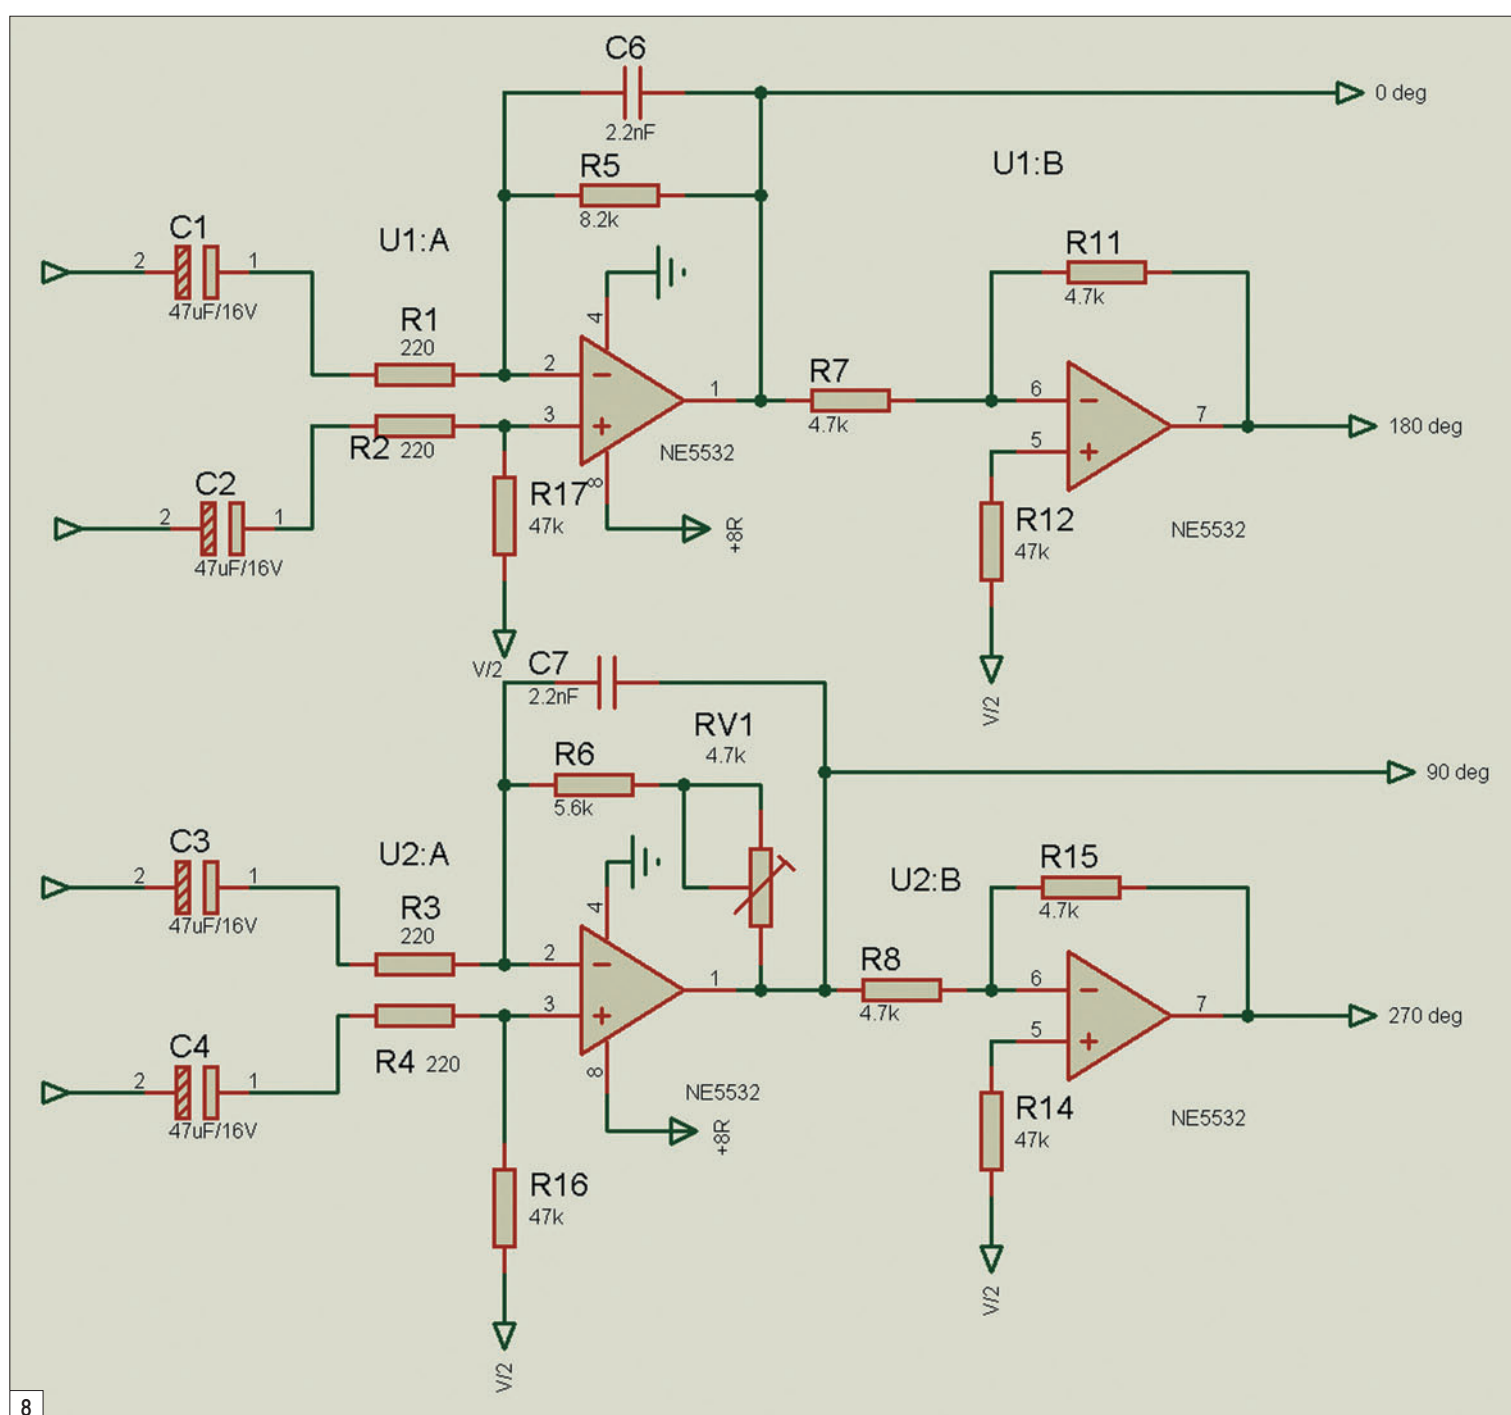 C6
2.2nF
0 deg
R5
8.2k
U1:B
C1
2
1
47uF/16V
U1:A
4
R11
4.7k
R1
220
2
3
1
R2
220
NE5532
8
+8R
R7
4.7k
6
5
7
180 deg
NE5532
C2
2
1
47uF/16V
R17
47k
V/2
R12
47k
V/2
C7
2.2nF
RV1
4.7k
90 deg
R6
5.6k
C3
2
1
47uF/16V
U2:A
4
U2:B
R15
4.7k
R3
220
2
3
1
R4 220
NE5532
8
+8R
R8
4.7k
6
5
7
270 deg
NE5532
C4
2
1
47uF/16V
R14
47k
V/2
R16
47k
V/2
8